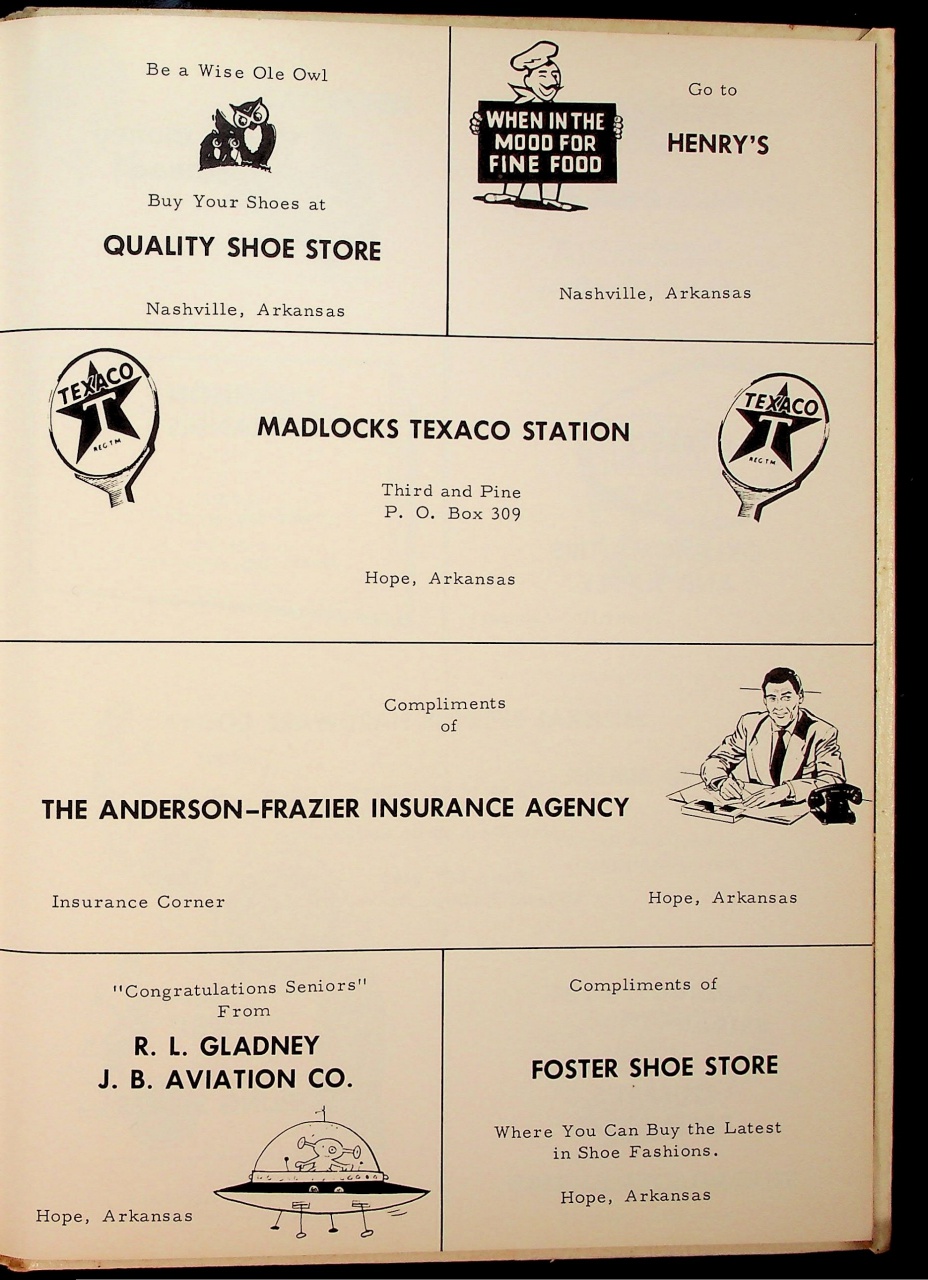 Be a Wise Ole Owl
Buy Your Shoes at
QUALITY SHOE STORE
Nashville, Arkansas
WHEN IN THE
MOOD FOR
FINE FOOD
Go to
HENRY'S
Nashville, Arkansas
TEXACO
T
REG. T.M.
MADLOCKS TEXACO STATION
Third and Pine
P. O. Box 309
Hope, Arkansas
TEXACO
T
REG. T.M.
Compliments
of
THE ANDERSON-FRAZIER INSURANCE AGENCY
Insurance Corner
Hope, Arkansas
"Congratulations Seniors"
From
R. L. GLADNEY
J. B. AVIATION CO.
Hope, Arkansas
Compliments of
FOSTER SHOE STORE
Where You Can Buy the Latest
in Shoe Fashions.
Hope, Arkansas